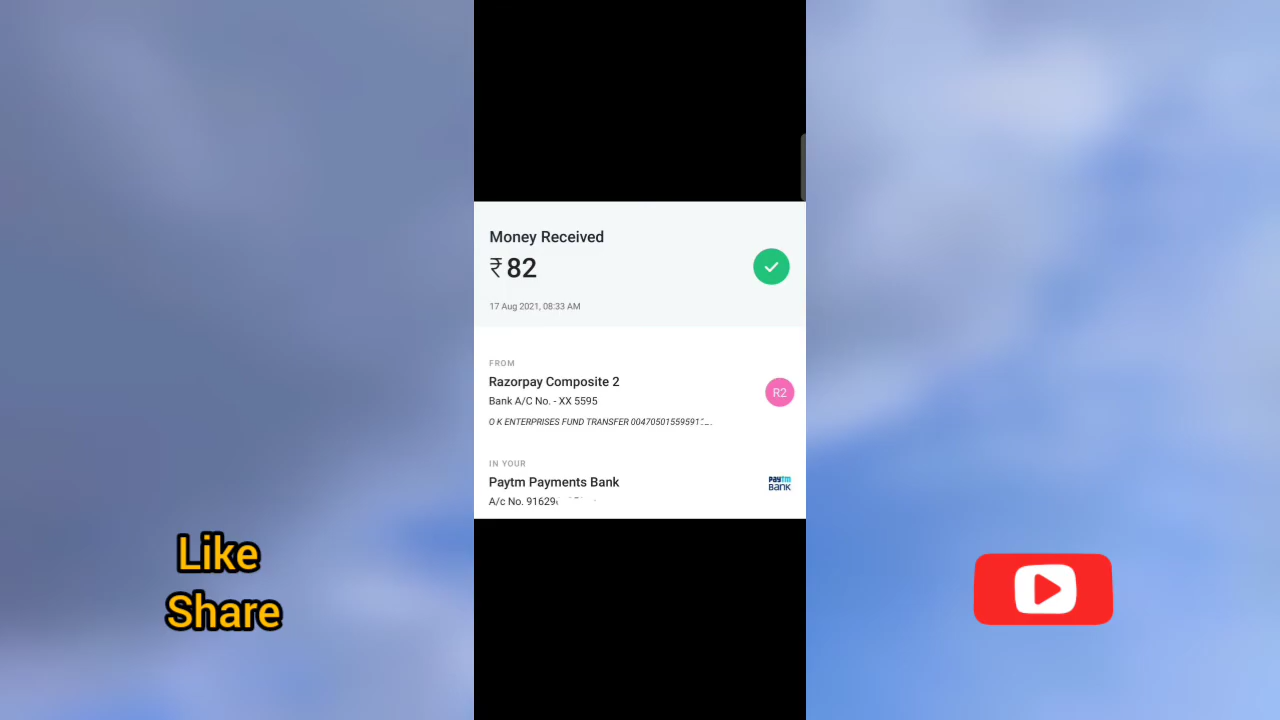 Money Received
₹ 82
17 Aug 2021, 08:33 AM
FROM
Razorpay Composite 2
R2
Bank A/C No. - XX 5595
O K ENTERPRISES FUND TRANSFER
IN YOUR
Paytm Payments Bank
paytm
BANK
A/c No. 91629
Like
Share